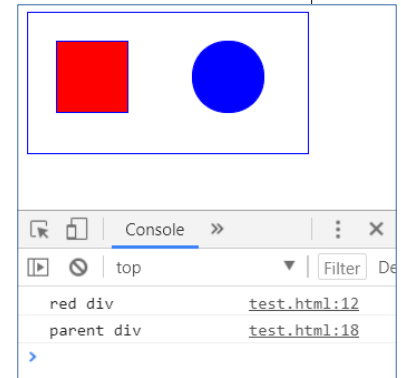 Console
top Filter De
red div test.html:12
parent div test.html:18